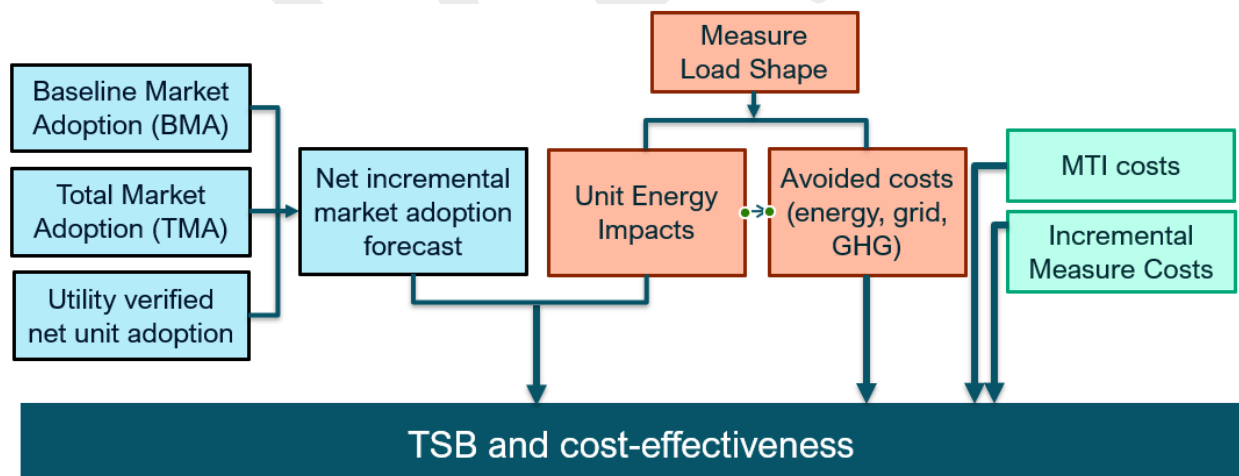 Measure
Load Shape
Baseline Market
Adoption (BMA)
Total Market
Adoption (TMA)
Utility verified
net unit adoption
Net incremental
market adoption
forecast
Unit Energy
Impacts
Avoided costs
(energy, grid,
GHG)
MTI costs
Incremental
Measure Costs
TSB and cost-effectiveness